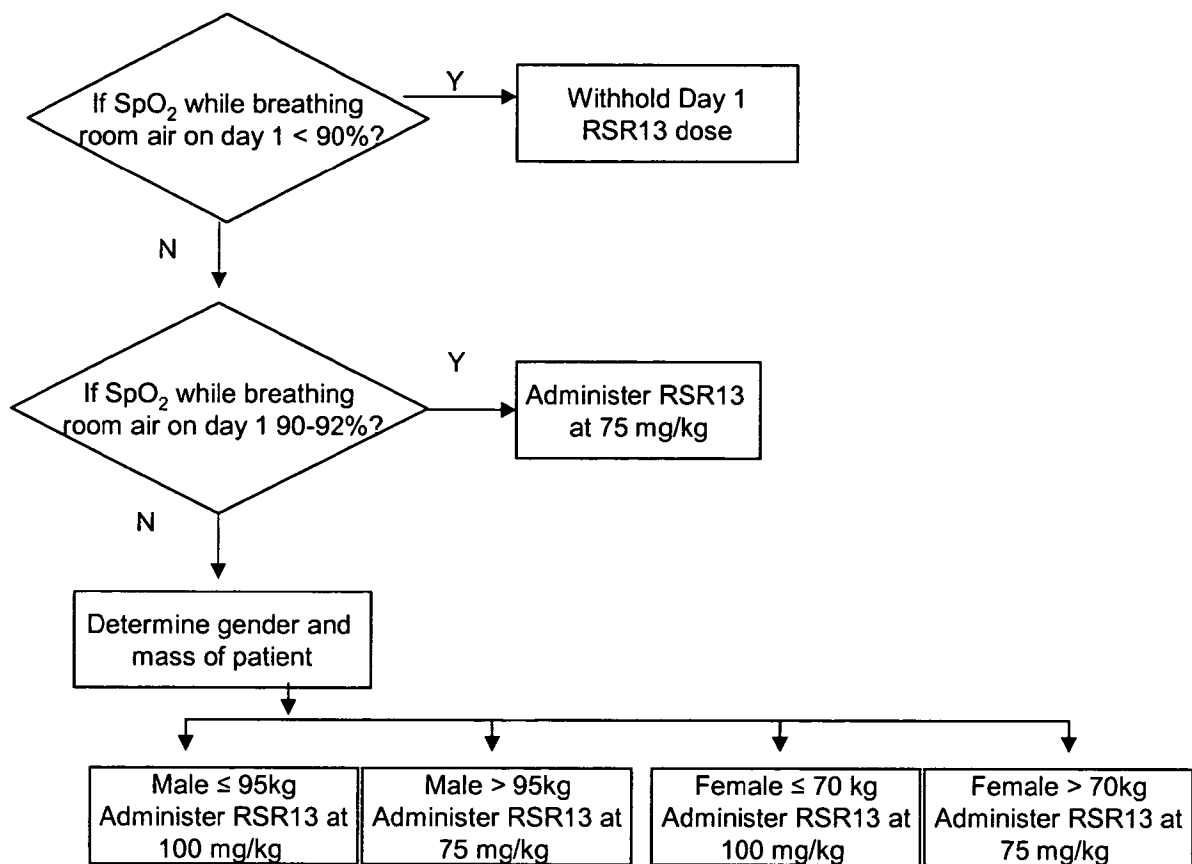 If SpO₂ while breathing
room air on day 1 < 90%?
Y
Withhold Day 1
RSR13 dose
N
If SpO₂ while breathing
room air on day 1 90-92%?
Y
Administer RSR13
at 75 mg/kg
N
Determine gender and
mass of patient
Male ≤ 95kg
Administer RSR13 at
100 mg/kg
Male > 95kg
Administer RSR13 at
75 mg/kg
Female ≤ 70 kg
Administer RSR13 at
100 mg/kg
Female > 70kg
Administer RSR13 at
75 mg/kg